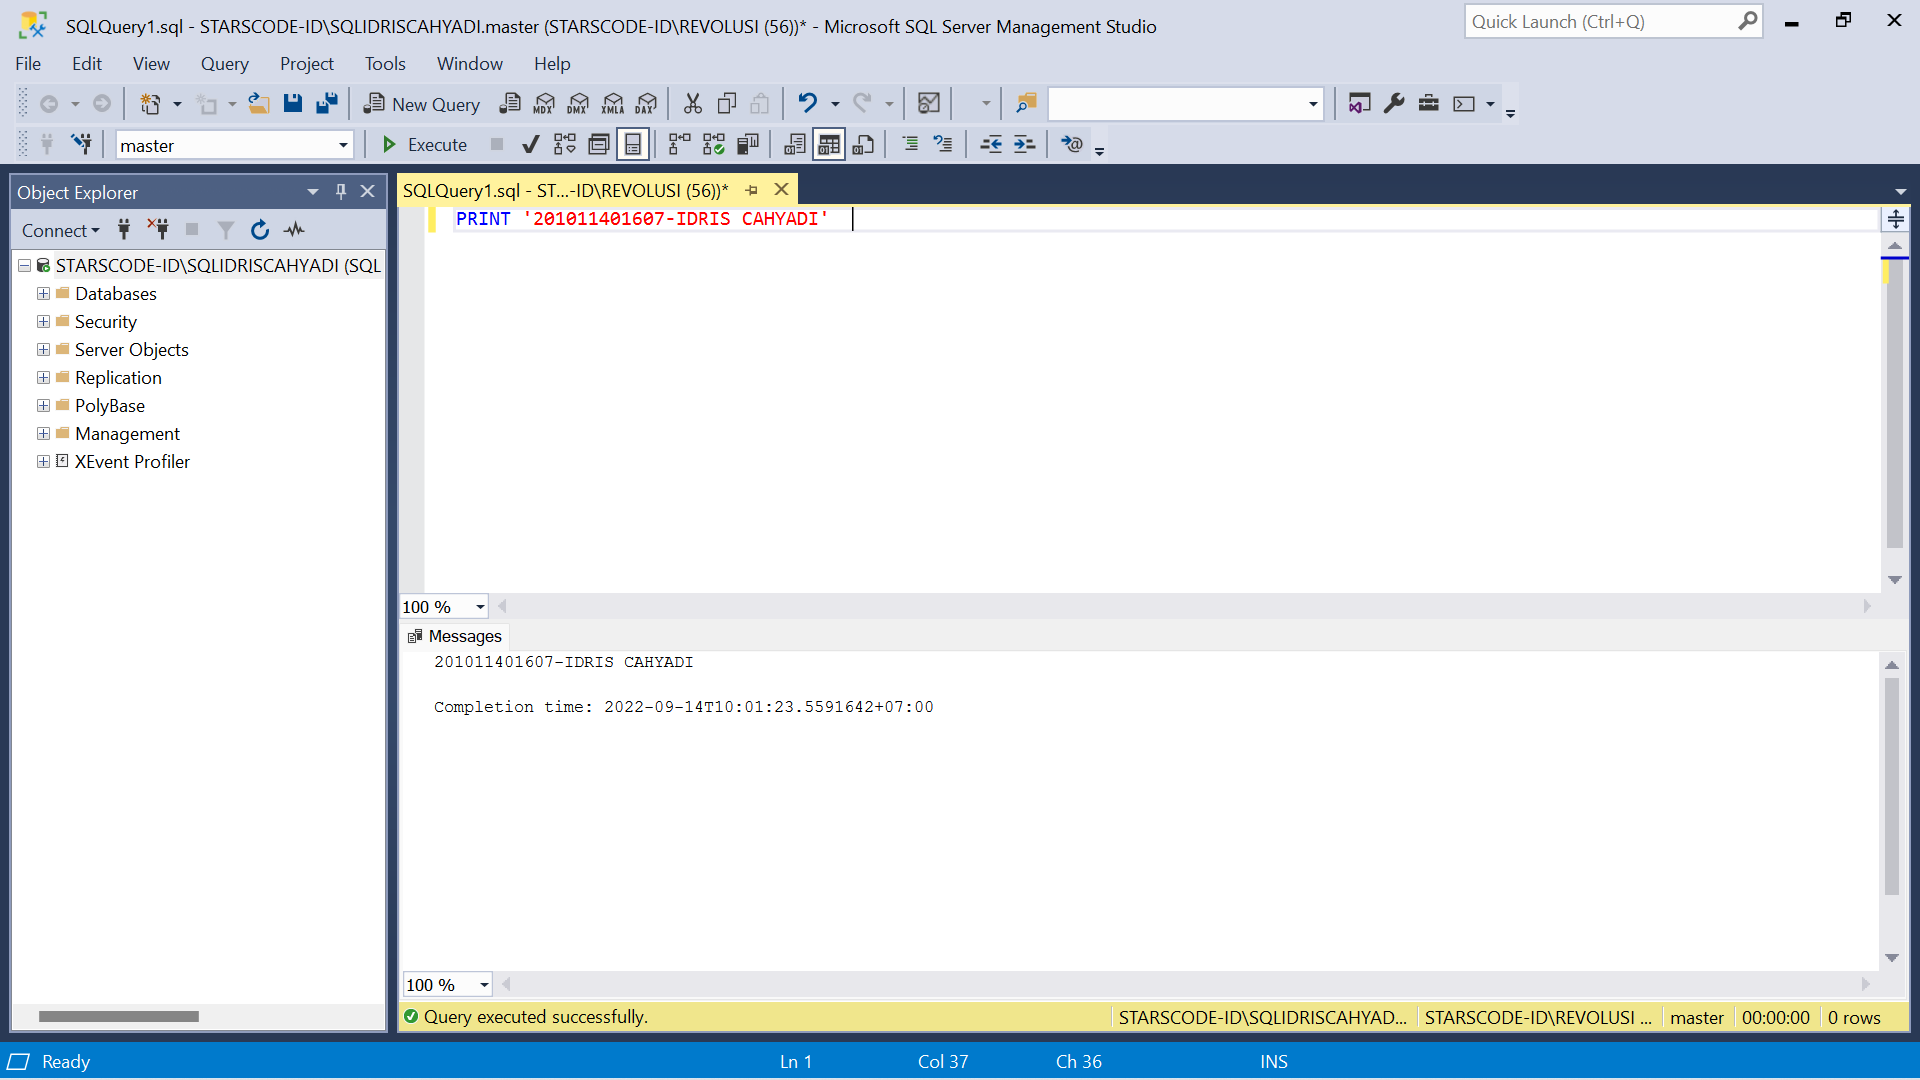 SQLQuery1.sql - STARSCODE-ID\SQLIDRISCAHYADI.master (STARSCODE-ID\REVOLUSI (56))* - Microsoft SQL Server Management Studio
Quick Launch (Ctrl+Q)
File Edit View Query Project Tools Window Help
New Query MDX DMX XMLA DAX
master Execute
Object Explorer
SQLQuery1.sql - ST...-ID\REVOLUSI (56))*
Connect
PRINT '201011401607-IDRIS CAHYADI'
STARSCODE-ID\SQLIDRISCAHYADI (SQL
Databases
Security
Server Objects
Replication
PolyBase
Management
XEvent Profiler
100 %
Messages
201011401607-IDRIS CAHYADI
Completion time: 2022-09-14T10:01:23.5591642+07:00
100 %
Query executed successfully. STARSCODE-ID\SQLIDRISCAHYAD... STARSCODE-ID\REVOLUSI ... master 00:00:00 0 rows
Ready Ln 1 Col 37 Ch 36 INS